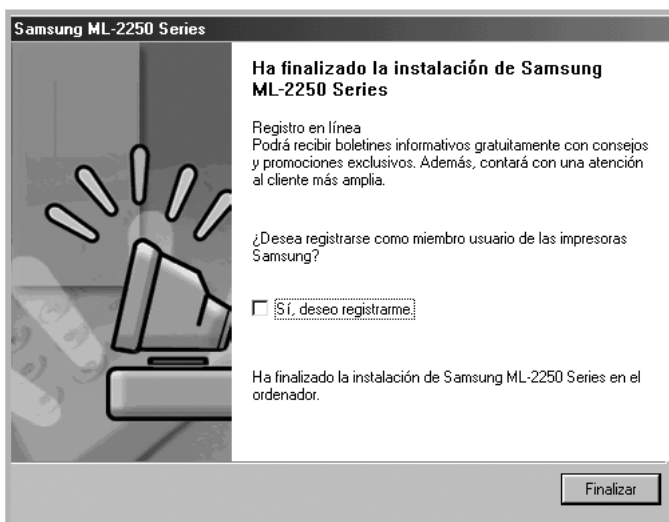 Samsung ML-2250 Series
Ha finalizado la instalación de Samsung
ML-2250 Series
Registro en línea
Podrá recibir boletines informativos gratuitamente con consejos
y promociones exclusivos. Además, contará con una atención
al cliente más amplia.
¿Desea registrarse como miembro usuario de las impresoras
Samsung?
Sí, deseo registrarme.
Ha finalizado la instalación de Samsung ML-2250 Series en el
ordenador.
Finalizar